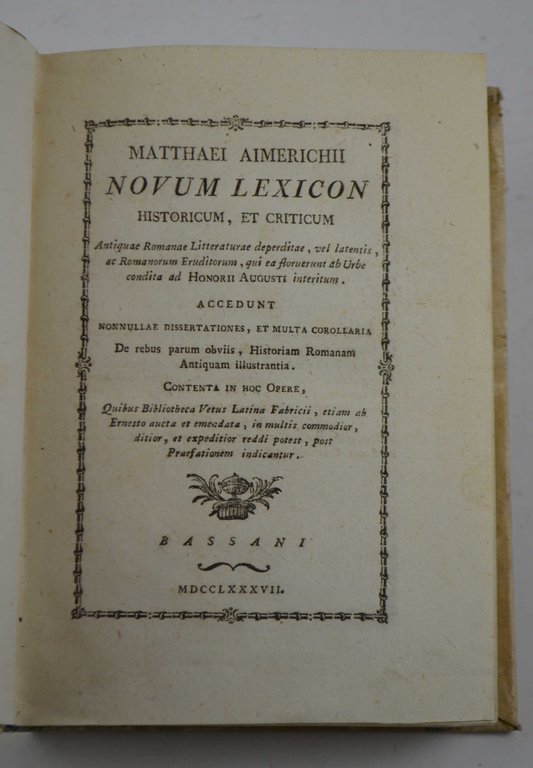 MATTHAEI AIMERICHII
NOVUM LEXICON
HISTORICUM, ET CRITICUM
Antiquae Romanae Litteraturae deperditae, vel latentis,
ac Romanorum Eruditorum, qui ea floruerunt ab Urbe
condita ad HONORII AUGUSTI interitum.
ACCEDUNT
NONNULLAE DISSERTATIONES, ET MULTA COROLLARIA
De rebus parum obviis, Historiam Romanam
Antiquam illustrantia.
CONTENTA IN HOC OPERE,
Quibus Bibliotheca Vetus Latina Fabricii, etiam ab
Ernesto aucta et emendata, in multis commodior,
ditior, et expeditior reddi potest, post
Praefationem indicantur.
BASSANI
MDCCLXXXVII.